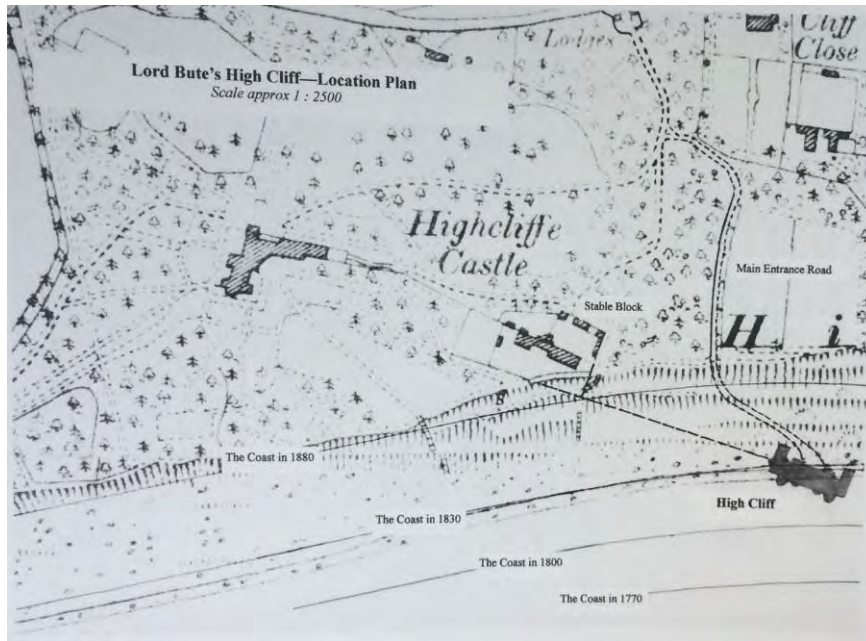 Cliff
Close
Lodges
Lord Bute's High Cliff—Location Plan
Scale approx 1 : 2500
Highcliffe
Castle
Main Entrance Road
Stable Block
H i
The Coast in 1880
High Cliff
The Coast in 1830
The Coast in 1800
The Coast in 1770